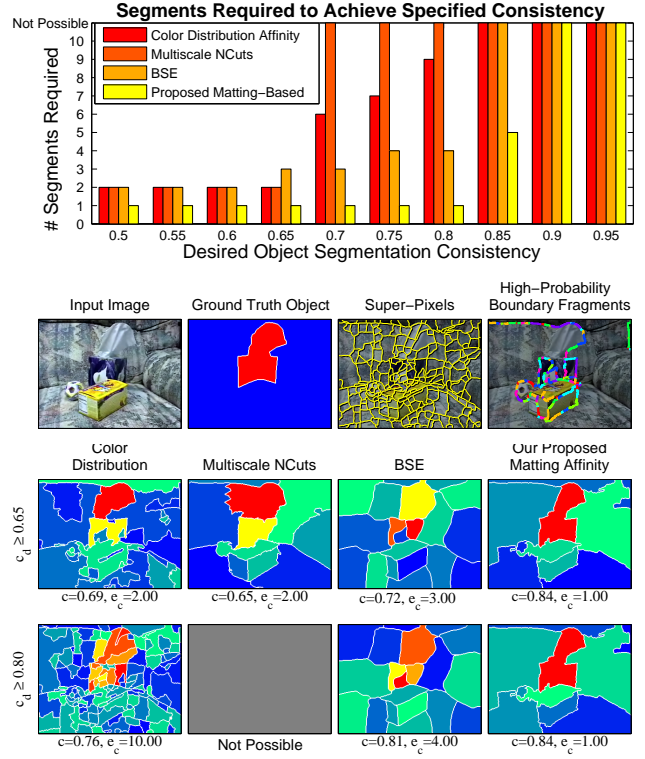 Segments Required to Achieve Specified Consistency
Not Possible
10
9
8
7
6
5
4
3
2
1
0
# Segments Required
Color Distribution Affinity
Multiscale NCuts
BSE
Proposed Matting-Based
0.5 0.55 0.6 0.65 0.7 0.75 0.8 0.85 0.9 0.95
Desired Object Segmentation Consistency
Input Image Ground Truth Object Super-Pixels High-Probability
Boundary Fragments
Color
Distribution Multiscale NCuts BSE Our Proposed
Matting Affinity
c_d ≥ 0.65
c=0.69, e_c=2.00 c=0.65, e_c=2.00 c=0.72, e_c=3.00 c=0.84, e_c=1.00
c_d ≥ 0.80
c=0.76, e_c=10.00 Not Possible c=0.81, e_c=4.00 c=0.84, e_c=1.00